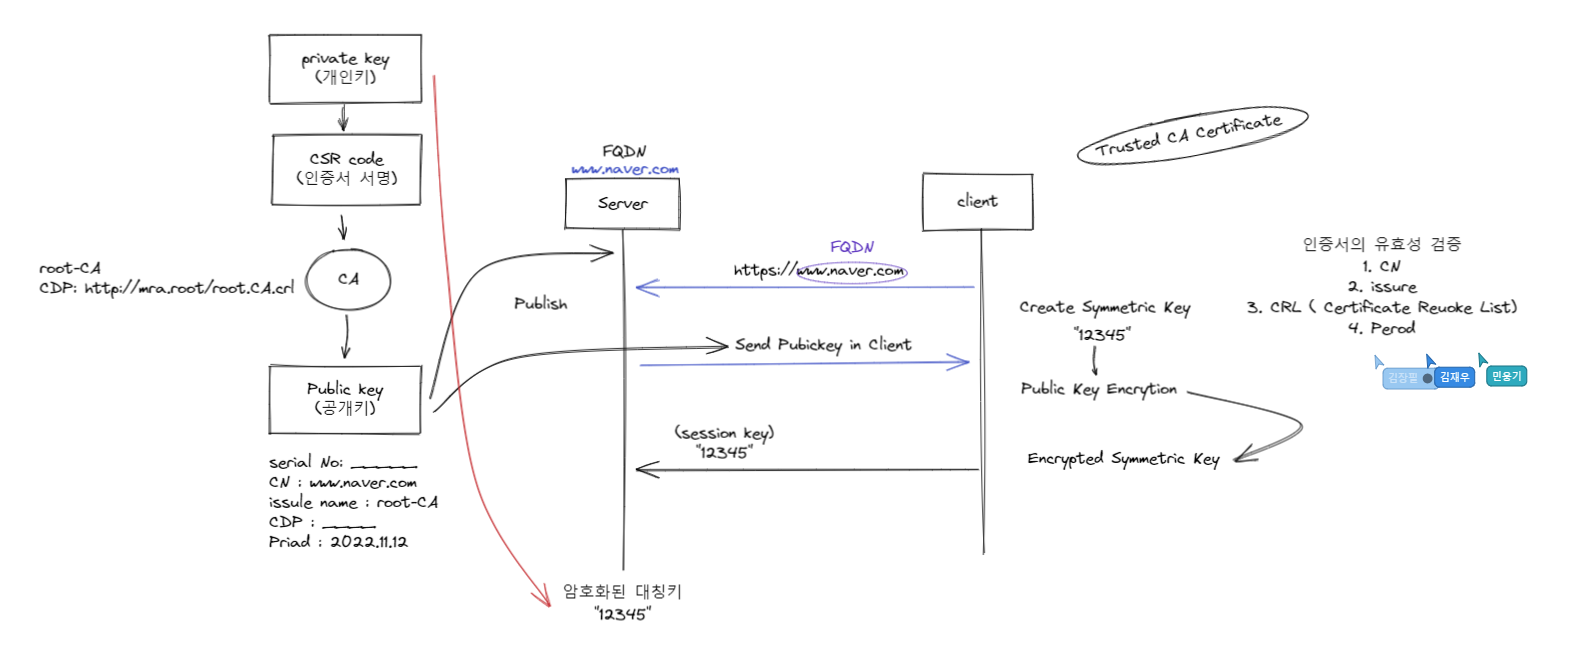 private key
(개인키)
CSR code
(인증서 서명)
CA
root-CA
CDP: http://mra.root/root.CA.crl
Public key
(공개키)
serial No: ______
CN : www.naver.com
issule name : root-CA
CDP : _____
Priad : 2022.11.12
FQDN
www.naver.com
Server
Publish
client
FQDN
https://www.naver.com
Send Pubickey in Client
(session key)
"12345"
암호화된 대칭키
"12345"
Trusted CA Certificate
Create Symmetric Key
"12345"
Public Key Encrytion
Encrypted Symmetric Key
인증서의 유효성 검증
1. CN
2. issure
3. CRL ( Certificate Reuoke List)
4. Perod
김장필
김재우
민웅기